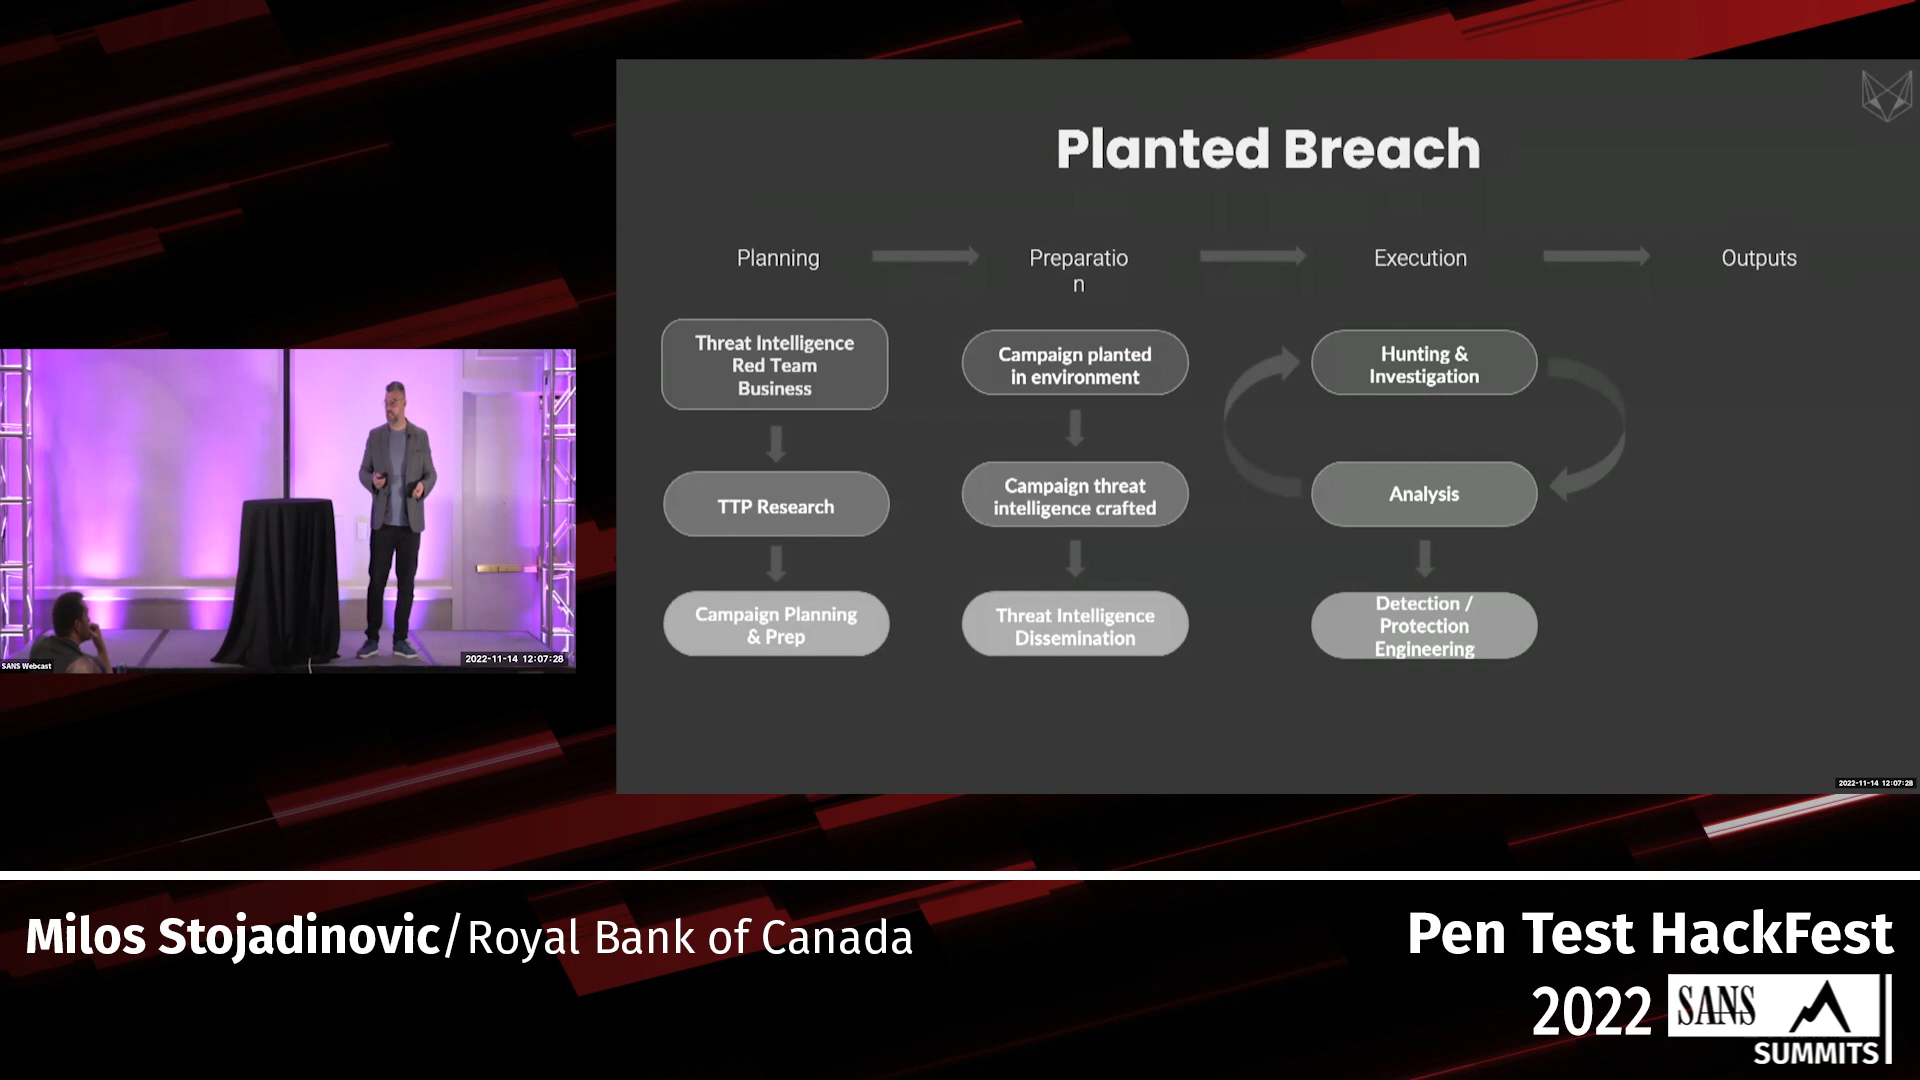 Planted Breach
Planning
Preparatio
n
Execution
Outputs
Threat Intelligence
Red Team
Business
TTP Research
Campaign Planning
& Prep
Campaign planted
in environment
Campaign threat
intelligence crafted
Threat Intelligence
Dissemination
Hunting &
Investigation
Analysis
Detection /
Protection
Engineering
2022-11-14 12:07:28
SANS Webcast
2022-11-14 12:07:28
Milos Stojadinovic/Royal Bank of Canada
Pen Test HackFest
2022
SANS
SUMMITS